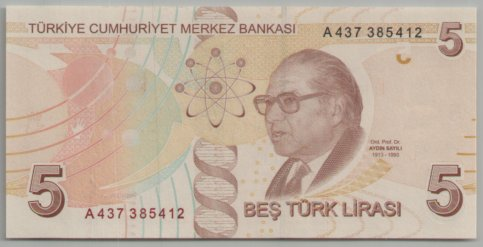 TÜRKİYE CUMHURİYET MERKEZ BANKASI
A437 385412
5
Ord. Prof. Dr.
AYDIN SAYILI
1913 - 1993
5
A437 385412
BEŞ TÜRK LİRASI
5